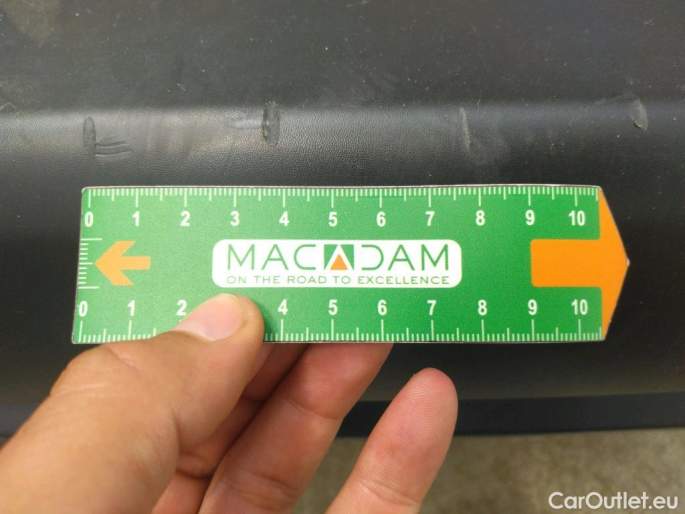 0 1 2 3 4 5 6 7 8 9 10
MACADAM
ON THE ROAD TO EXCELLENCE
0 1 2 4 5 6 7 8 9 10
CarOutlet.eu